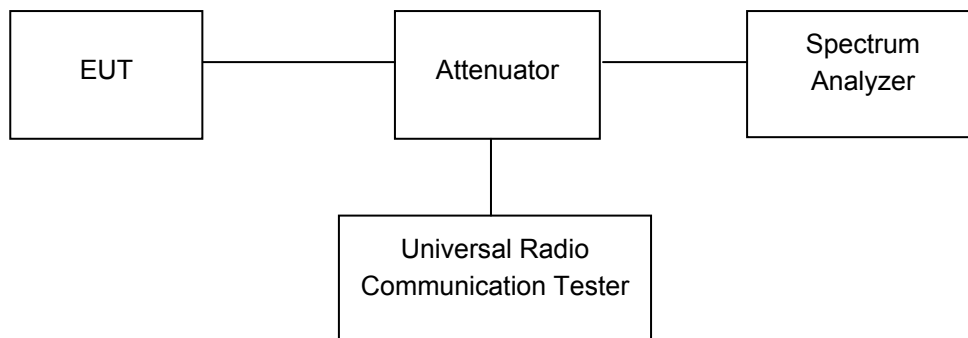 EUT
Attenuator
Spectrum
Analyzer
Universal Radio
Communication Tester